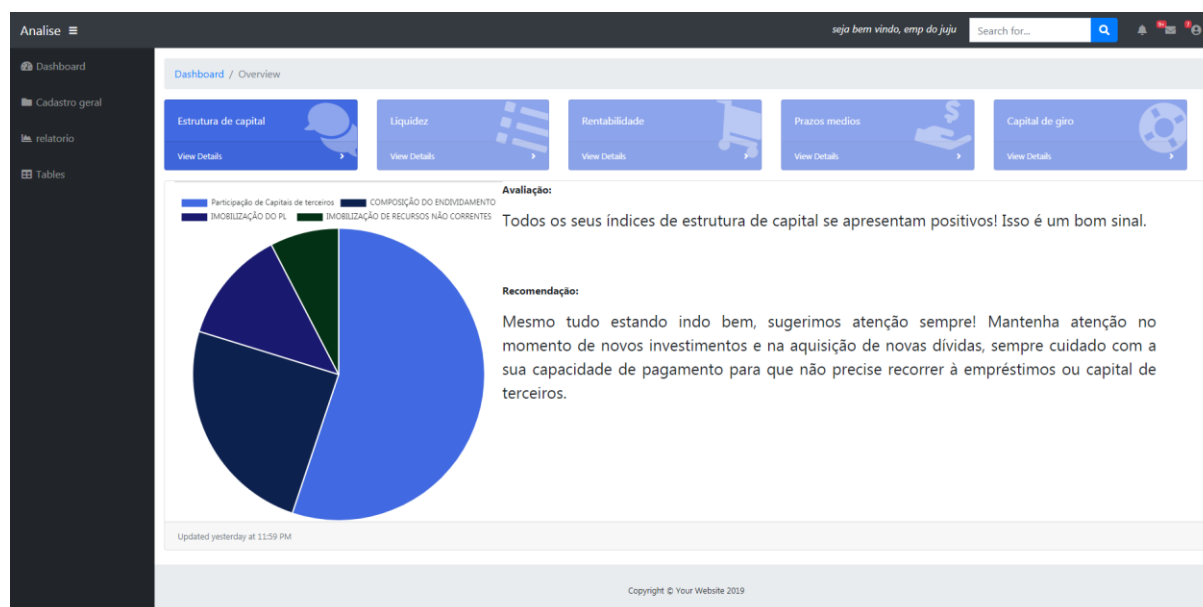 Analise
seja bem vindo, emp do juju
Search for...
Dashboard
Cadastro geral
relatorio
Tables
Dashboard / Overview
Estrutura de capital
View Details
Liquidez
View Details
Rentabilidade
View Details
Prazos medios
View Details
Capital de giro
View Details
Participação de Capitais de terceiros COMPOSIÇÃO DO ENDIVIDAMENTO
IMOBILIZAÇÃO DO PL IMOBILIZAÇÃO DE RECURSOS NÃO CORRENTES
Avaliação:
Todos os seus índices de estrutura de capital se apresentam positivos! Isso é um bom sinal.
Recomendação:
Mesmo tudo estando indo bem, sugerimos atenção sempre! Mantenha atenção no
momento de novos investimentos e na aquisição de novas dívidas, sempre cuidado com a
sua capacidade de pagamento para que não precise recorrer à empréstimos ou capital de
terceiros.
Updated yesterday at 11:59 PM
Copyright © Your Website 2019